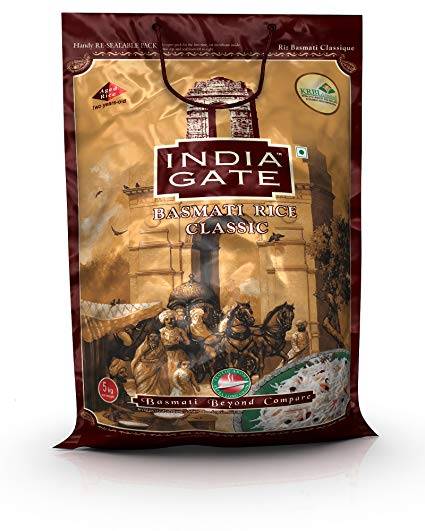 Handy RE-SEALABLE PACK
Ri: Basmati Classique
Aged
Rice
Two years-old
KRBL
INDIA
GATE
BASMATI RICE
CLASSIC
5 kg
Basmati Beyond Compare